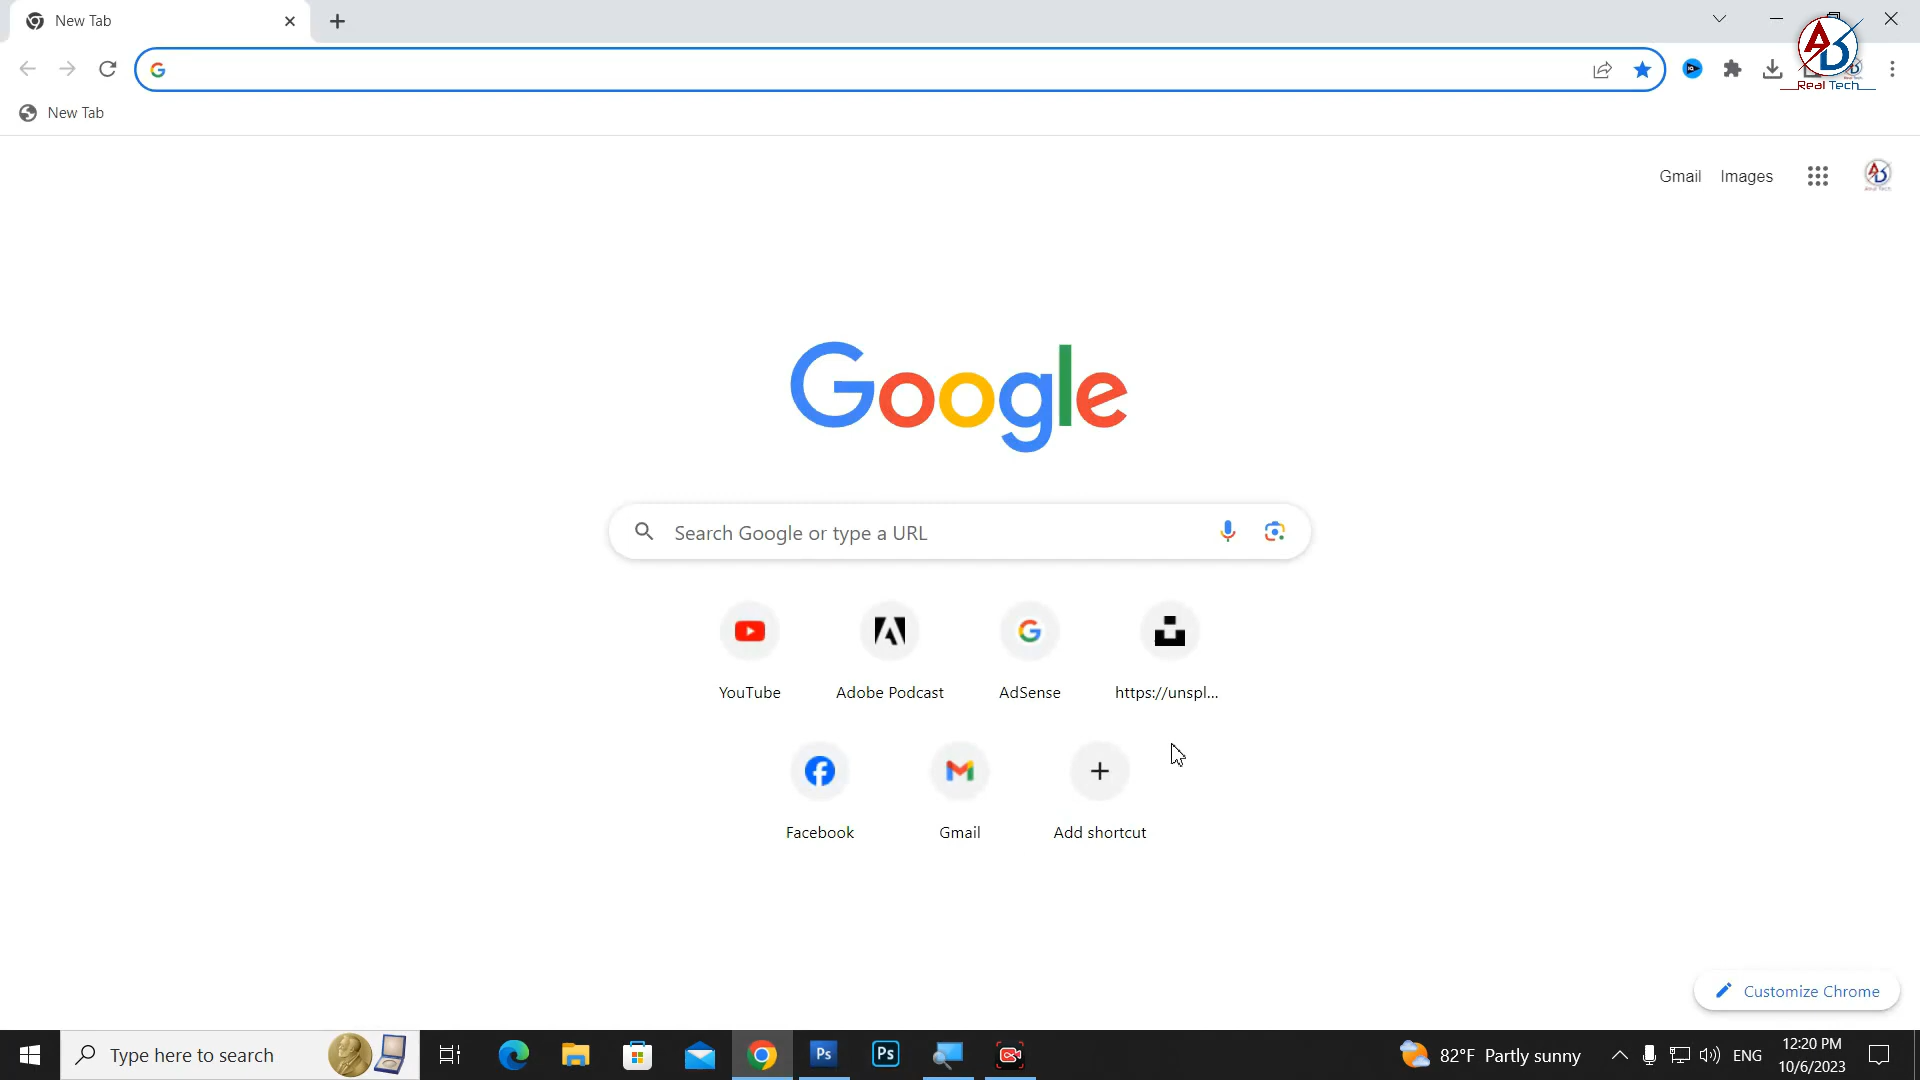 New Tab
Real Tech
New Tab
Gmail Images
Google
Search Google or type a URL
YouTube Adobe Podcast AdSense https://unspl...
Facebook Gmail Add shortcut
Customize Chrome
Type here to search
Ps
Ps
82°F Partly sunny
ENG
12:20 PM
10/6/2023